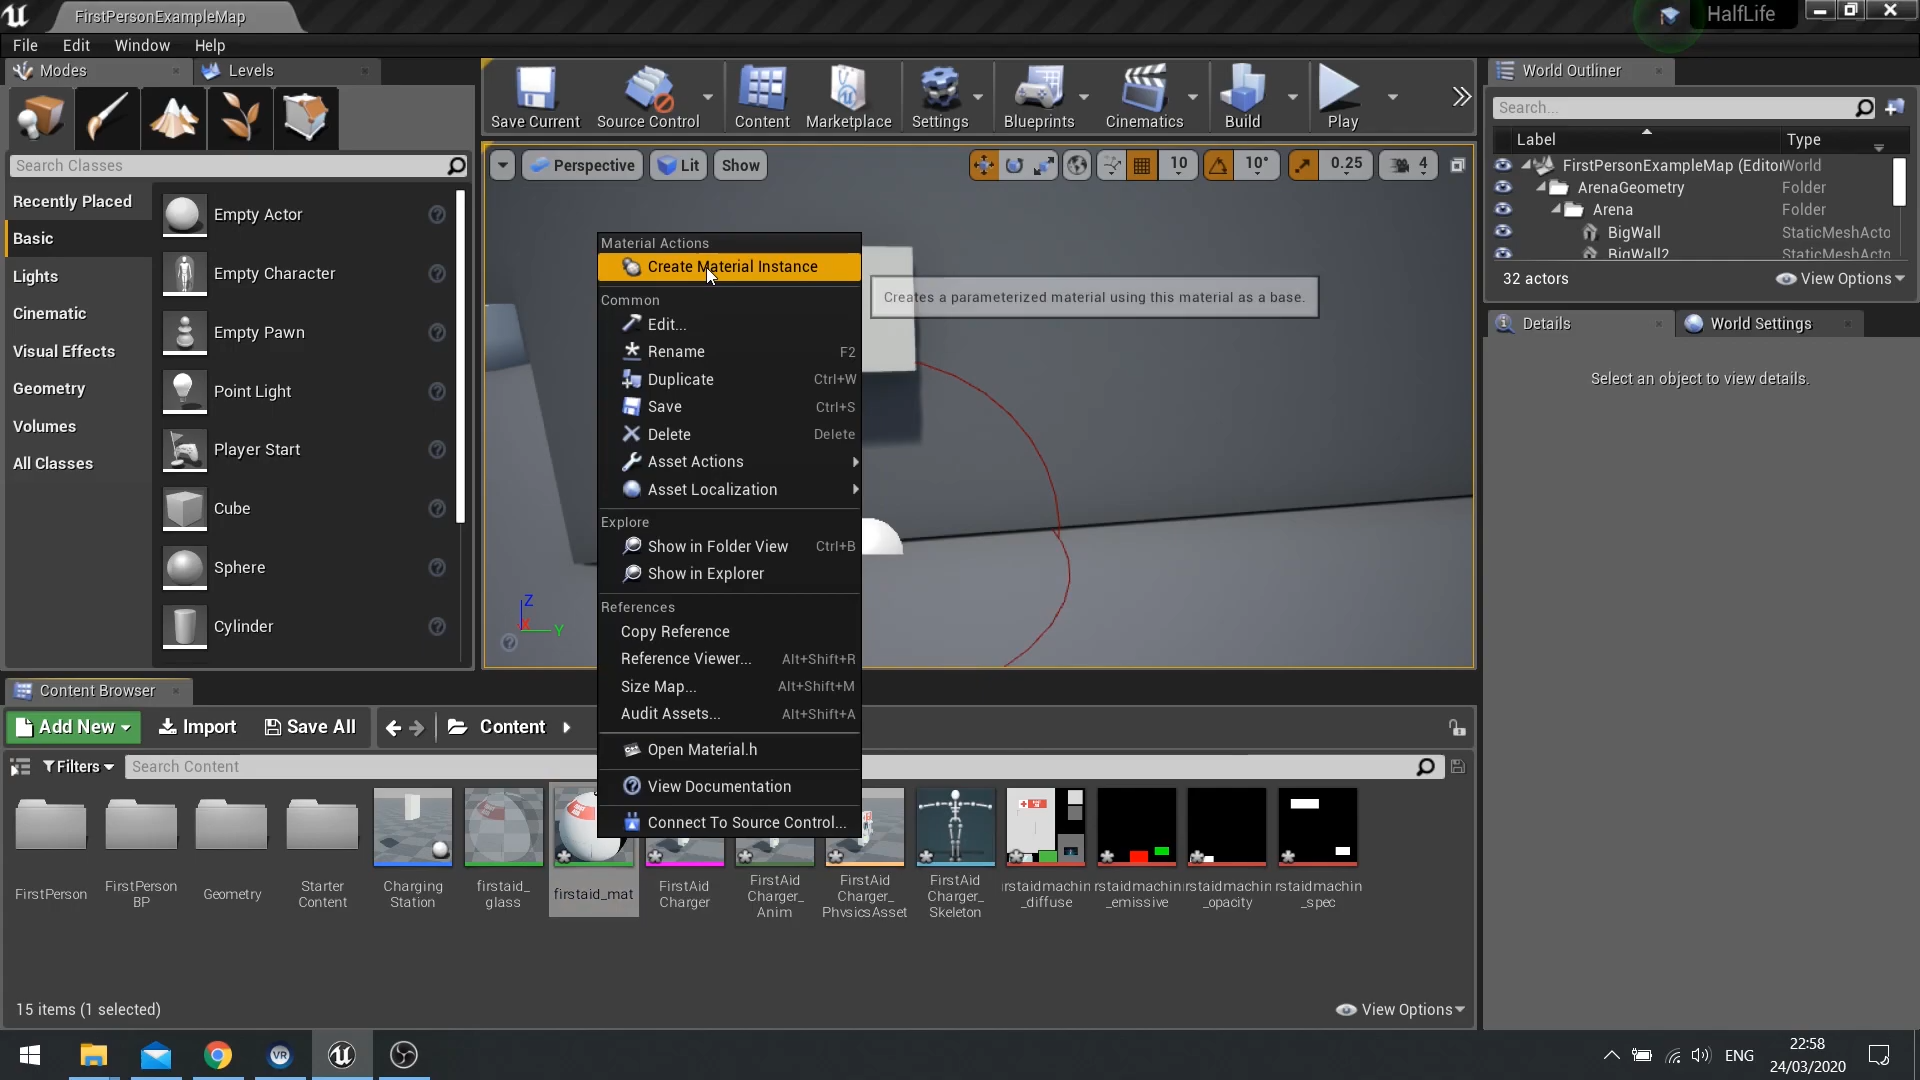 FirstPersonExampleMap
HalfLife
File Edit Window Help
Modes
Levels
Search Classes
Recently Placed
Basic
Lights
Cinematic
Visual Effects
Geometry
Volumes
All Classes
Empty Actor
Empty Character
Empty Pawn
Point Light
Player Start
Cube
Sphere
Cylinder
Save Current
Source Control
Content
Marketplace
Settings
Blueprints
Cinematics
Build
Play
Perspective
Lit
Show
10
10°
0.25
4
Material Actions
Create Material Instance
Creates a parameterized material using this material as a base.
Common
Edit...
Rename F2
Duplicate Ctrl+W
Save Ctrl+S
Delete Delete
Asset Actions
Asset Localization
Explore
Show in Folder View Ctrl+B
Show in Explorer
References
Copy Reference
Reference Viewer... Alt+Shift+R
Size Map... Alt+Shift+M
Audit Assets... Alt+Shift+A
Open Material.h
View Documentation
Connect To Source Control...
Z
X
Y
World Outliner
Search...
Label Type
FirstPersonExampleMap (Editor World
ArenaGeometry Folder
Arena Folder
BigWall StaticMeshActo
BigWall2 StaticMeshActo
32 actors
View Options
Details
World Settings
Select an object to view details.
Content Browser
Add New
Import
Save All
Content
Filters
Search Content
FirstPerson
FirstPerson
BP
Geometry
Starter
Content
Charging
Station
firstaid_
glass
firstaid_mat
FirstAid
Charger
FirstAid
Charger_
Anim
FirstAid
Charger_
PhysicsAsset
FirstAid
Charger_
Skeleton
irstaidmachin
_diffuse
rstaidmachin
_emissive
rstaidmachin
_opacity
rstaidmachin
_spec
15 items (1 selected)
View Options
VR
ENG
22:58
24/03/2020